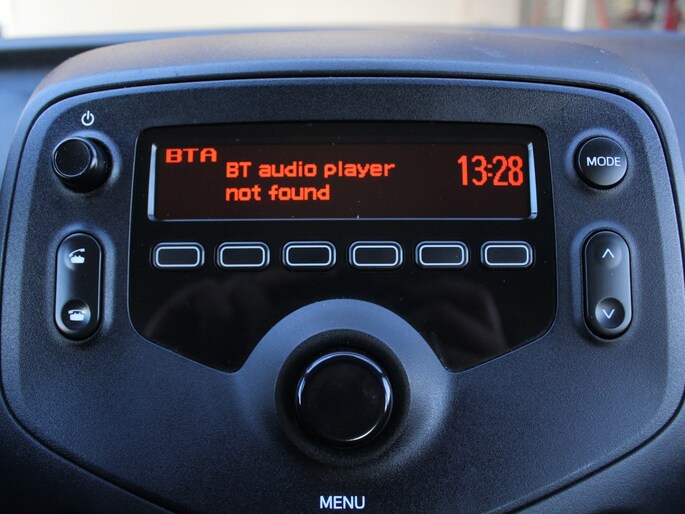 BTA
BT audio player
not found
13:28
MODE
MENU